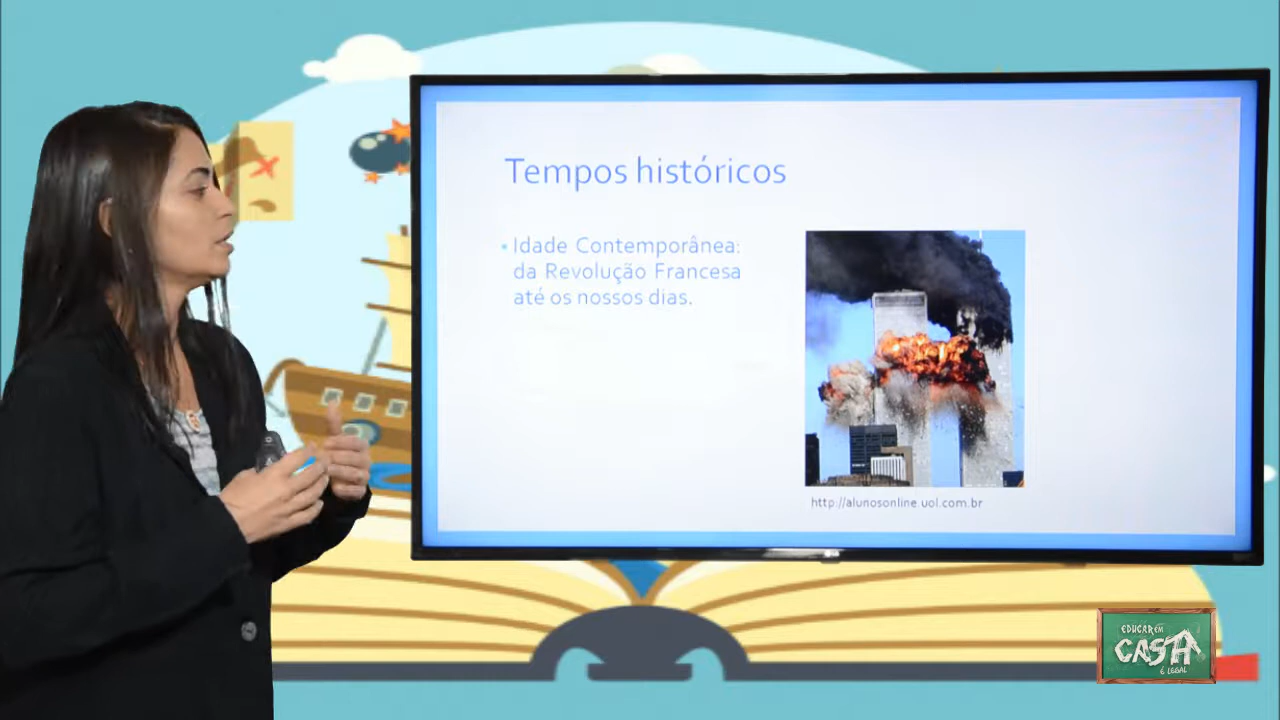 Tempos históricos
Idade Contemporânea:
da Revolução Francesa
até os nossos dias.
http://alunosonline.uol.com.br
EDUCAR EM
CASA
É LEGAL